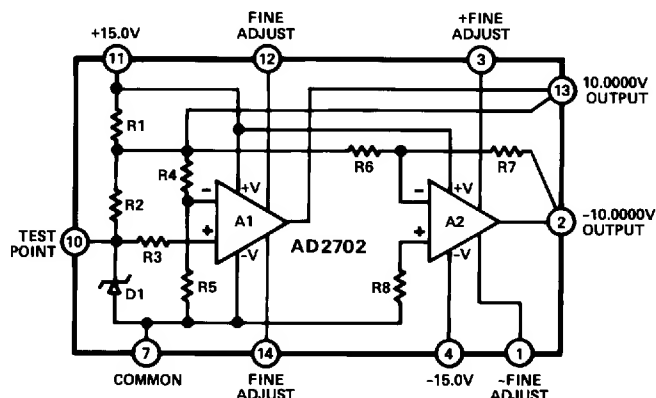 +15.0V
FINE
ADJUST
+FINE
ADJUST
11
12
3
13
10.0000V
OUTPUT
R1
R4
R6
R7
R2
+V
+V
−
−
A1
A2
2
-10.0000V
OUTPUT
10
TEST
POINT
R3
+
+
AD2702
-V
-V
D1
R5
R8
7
14
4
1
COMMON
FINE
ADJUST
-15.0V
~FINE
ADJUST